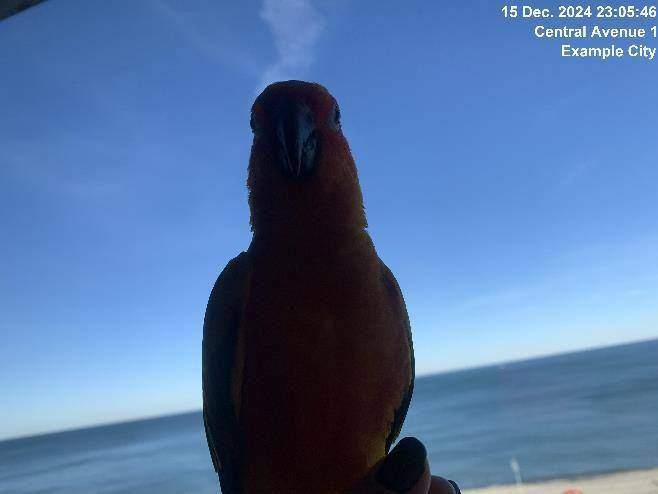 15 Dec. 2024 23:05:46
Central Avenue 1
Example City